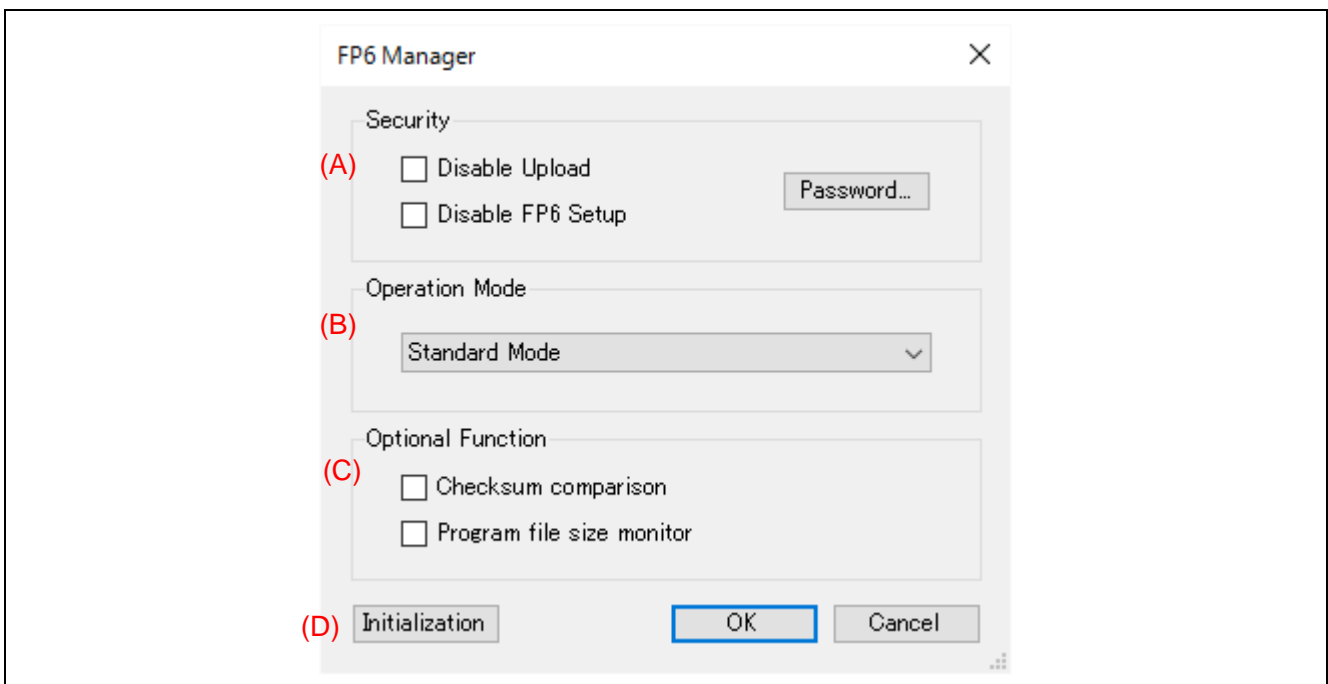 FP6 Manager
Security
(A)
Disable Upload
Password...
Disable FP6 Setup
Operation Mode
(B)
Standard Mode
Optional Function
(C)
Checksum comparison
Program file size monitor
(D) Initialization OK Cancel